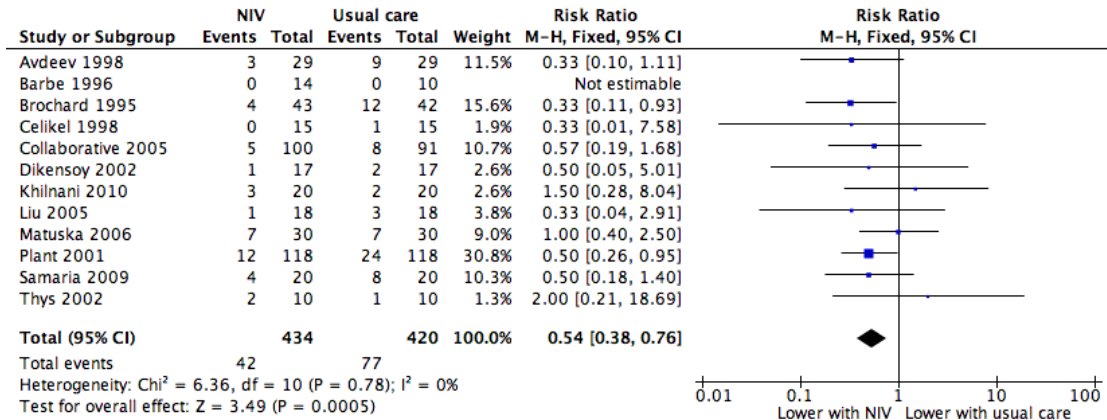 NIV Usual care Risk Ratio Risk Ratio
Study or Subgroup Events Total Events Total Weight M-H, Fixed, 95% CI M-H, Fixed, 95% CI
Avdeev 1998 3 29 9 29 11.5% 0.33 [0.10, 1.11]
Barbe 1996 0 14 0 10 Not estimable
Brochard 1995 4 43 12 42 15.6% 0.33 [0.11, 0.93]
Celikel 1998 0 15 1 15 1.9% 0.33 [0.01, 7.58]
Collaborative 2005 5 100 8 91 10.7% 0.57 [0.19, 1.68]
Dikensoy 2002 1 17 2 17 2.6% 0.50 [0.05, 5.01]
Khilnani 2010 3 20 2 20 2.6% 1.50 [0.28, 8.04]
Liu 2005 1 18 3 18 3.8% 0.33 [0.04, 2.91]
Matuska 2006 7 30 7 30 9.0% 1.00 [0.40, 2.50]
Plant 2001 12 118 24 118 30.8% 0.50 [0.26, 0.95]
Samaria 2009 4 20 8 20 10.3% 0.50 [0.18, 1.40]
Thys 2002 2 10 1 10 1.3% 2.00 [0.21, 18.69]
Total (95% CI) 434 420 100.0% 0.54 [0.38, 0.76]
Total events 42 77
Heterogeneity: Chi² = 6.36, df = 10 (P = 0.78); I² = 0%
Test for overall effect: Z = 3.49 (P = 0.0005)
0.01 0.1 1 10 100
Lower with NIV Lower with usual care